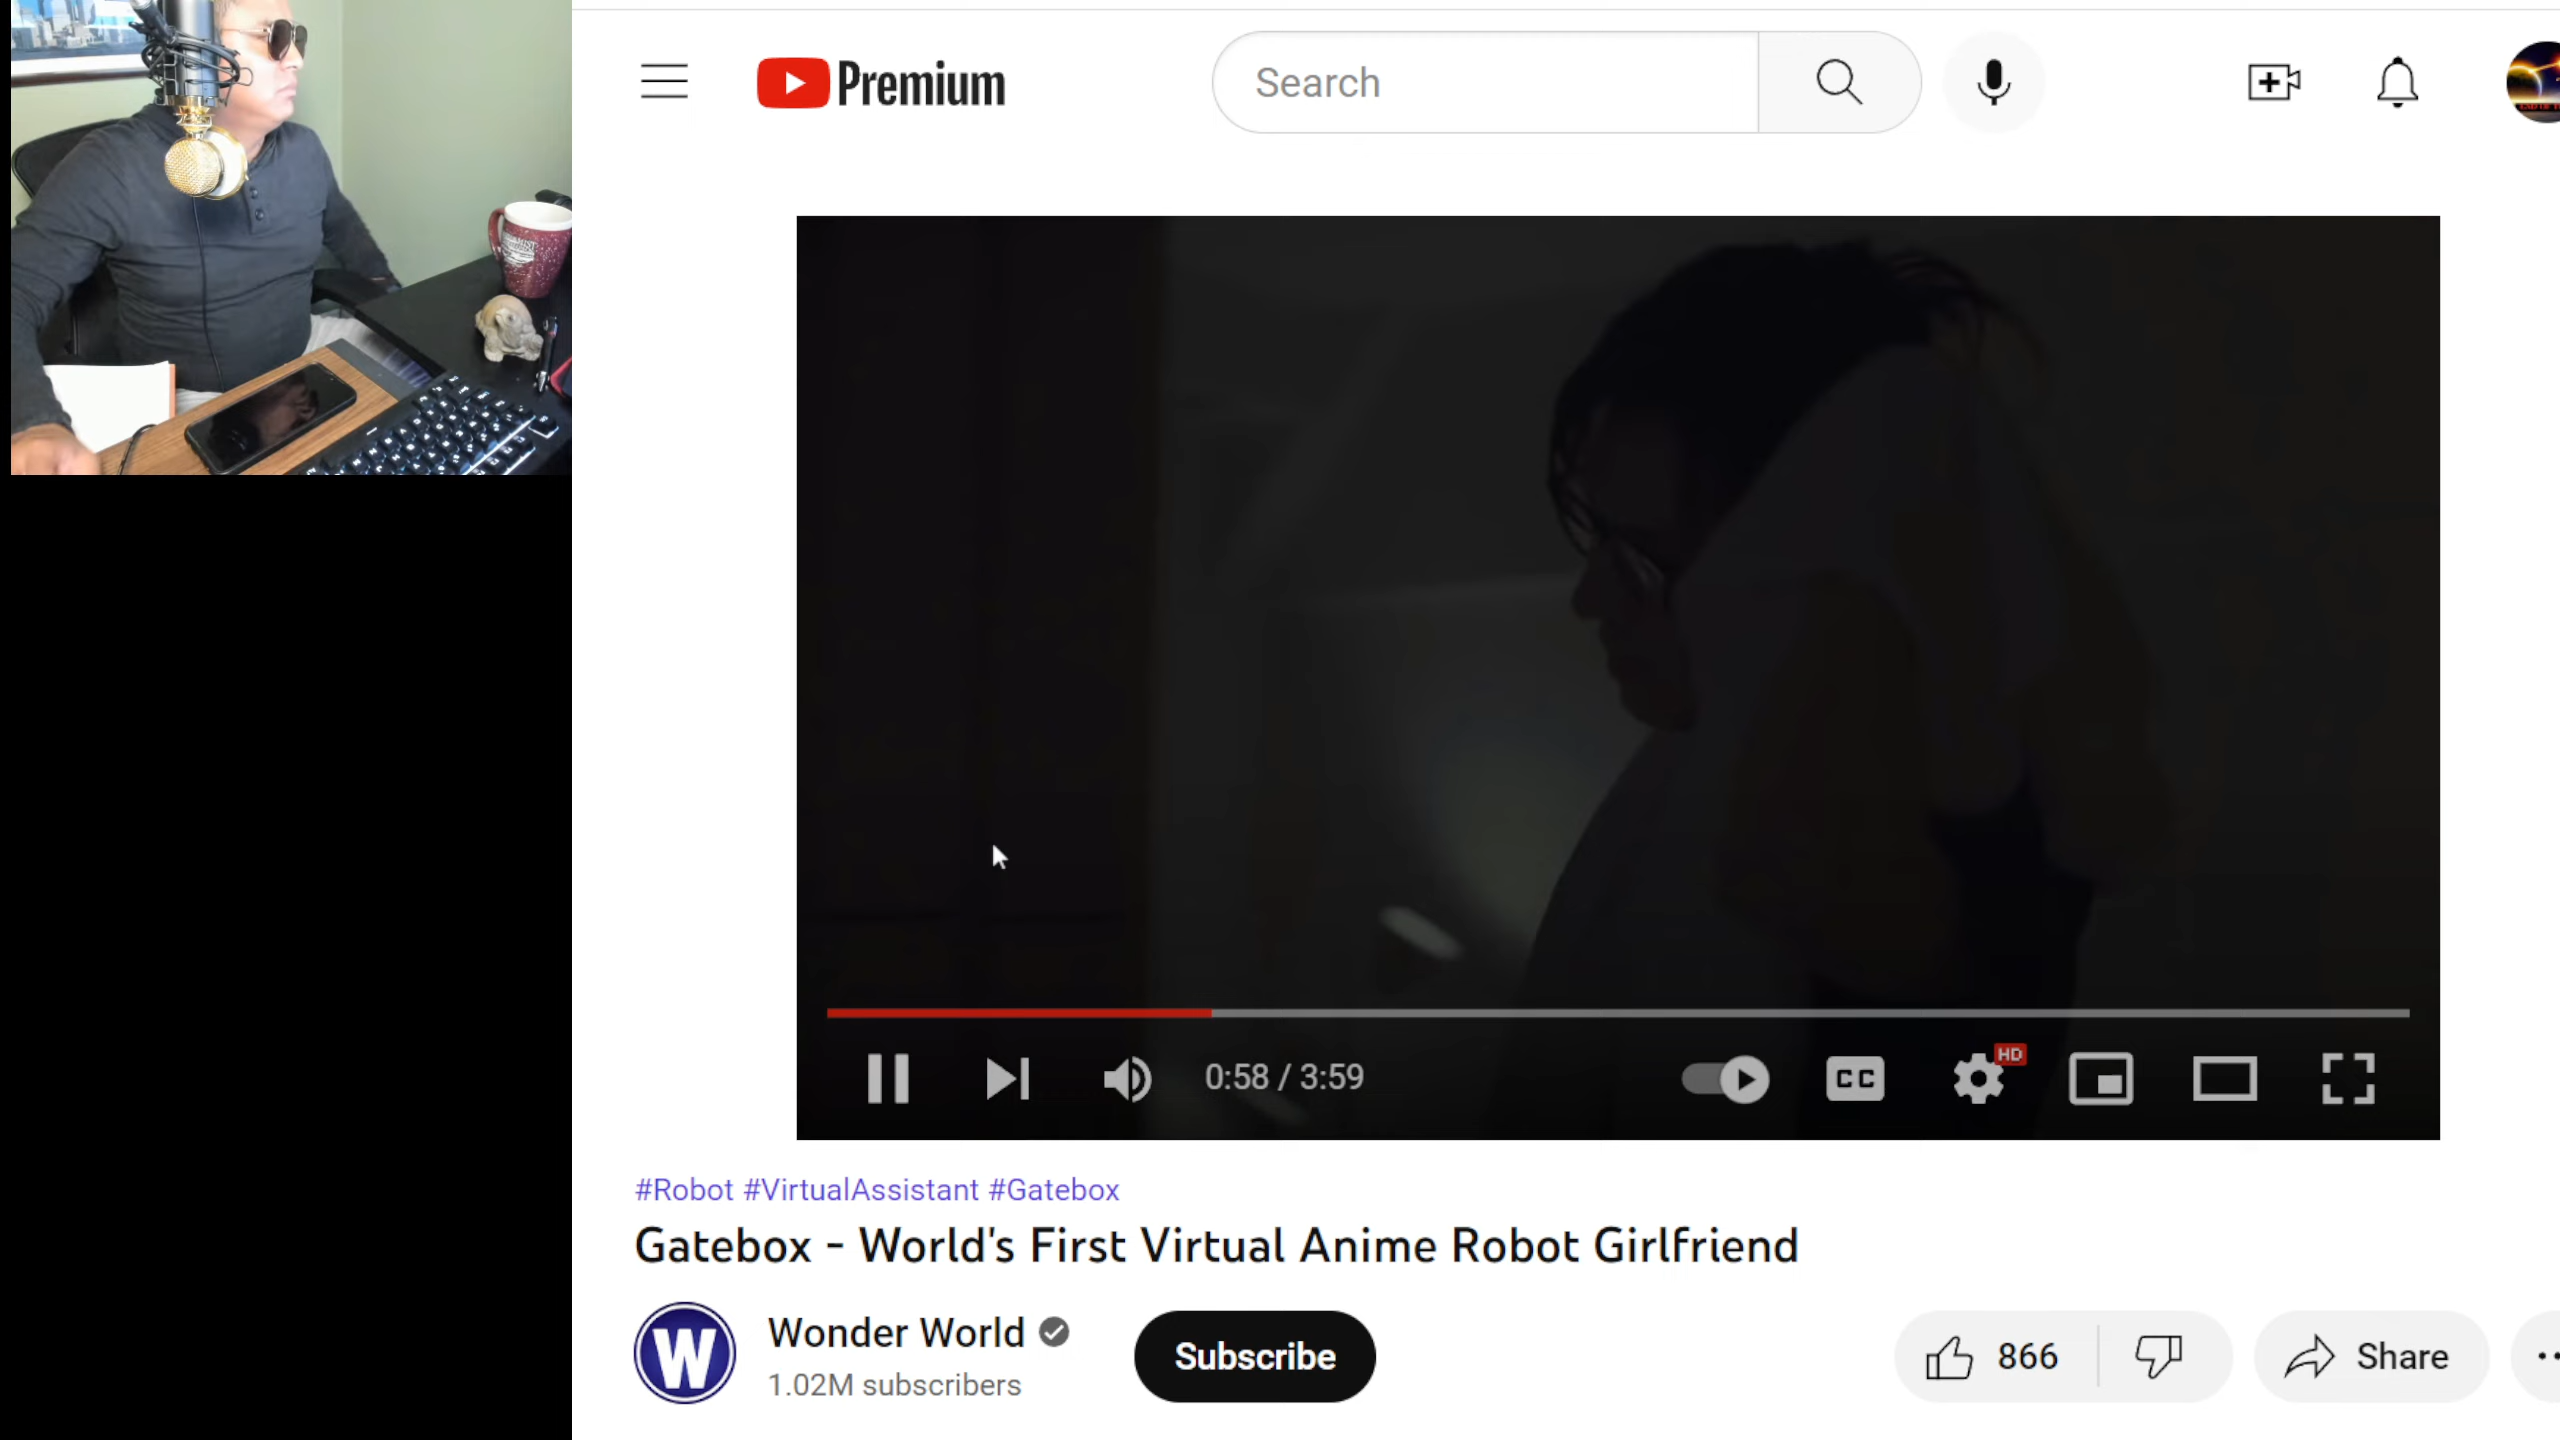 Premium
Search
0:58 / 3:59
CC
HD
#Robot #VirtualAssistant #Gatebox
Gatebox - World's First Virtual Anime Robot Girlfriend
W
Wonder World
1.02M subscribers
Subscribe
866
Share